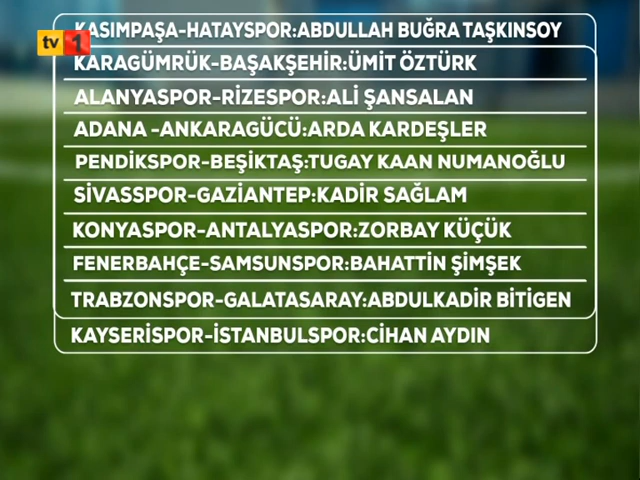 KASIMPAŞA-HATAYSPOR:ABDULLAH BUĞRA TAŞKINSOY
tv 1
KARAGÜMRÜK-BAŞAKŞEHİR:ÜMİT ÖZTÜRK
ALANYASPOR-RİZESPOR:ALİ ŞANSALAN
ADANA -ANKARAGÜCÜ:ARDA KARDEŞLER
PENDİKSPOR-BEŞİKTAŞ:TUGAY KAAN NUMANOĞLU
SİVASSPOR-GAZİANTEP:KADİR SAĞLAM
KONYASPOR-ANTALYASPOR:ZORBAY KÜÇÜK
FENERBAHÇE-SAMSUNSPOR:BAHATTİN ŞİMŞEK
TRABZONSPOR-GALATASARAY:ABDULKADİR BİTİGEN
KAYSERİSPOR-İSTANBULSPOR:CİHAN AYDIN